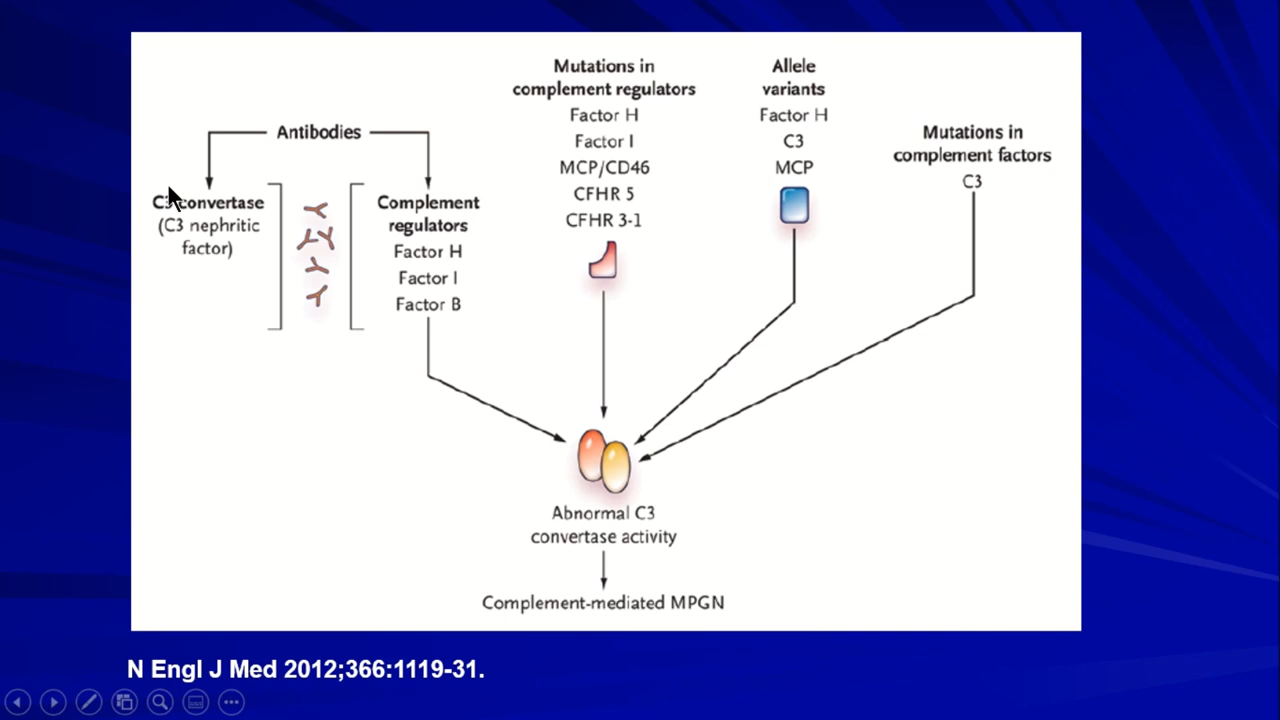 Antibodies
C3 convertase
(C3 nephritic
factor)
Complement
regulators
Factor H
Factor I
Factor B
Mutations in
complement regulators
Factor H
Factor I
MCP/CD46
CFHR 5
CFHR 3-1
Allele
variants
Factor H
C3
MCP
Mutations in
complement factors
C3
Abnormal C3
convertase activity
Complement-mediated MPGN
N Engl J Med 2012;366:1119-31.